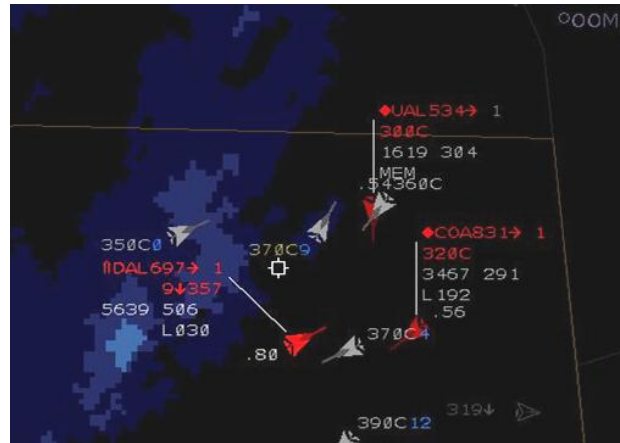 OOM
◆UAL534→ 1
300C
1619 304
MEM
.54360C
350C0
370C9
◆COA831→ 1
320C
3467 291
L192
.56
DAL697→ 1
9↓357
5639 506
L030
.80
370C4
319↓
390C12